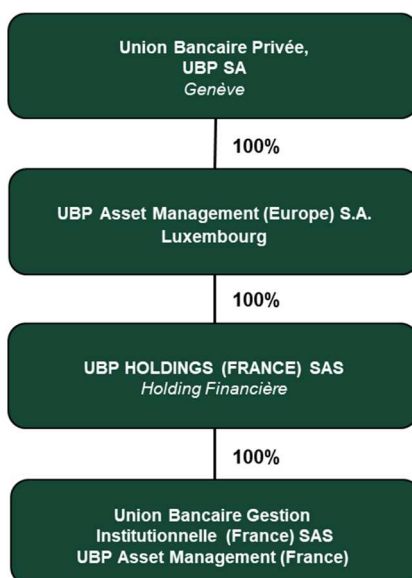 Union Bancaire Privée,
UBP SA
Genève
100%
UBP Asset Management (Europe) S.A.
Luxembourg
100%
UBP HOLDINGS (FRANCE) SAS
Holding Financière
100%
Union Bancaire Gestion
Institutionnelle (France) SAS
UBP Asset Management (France)